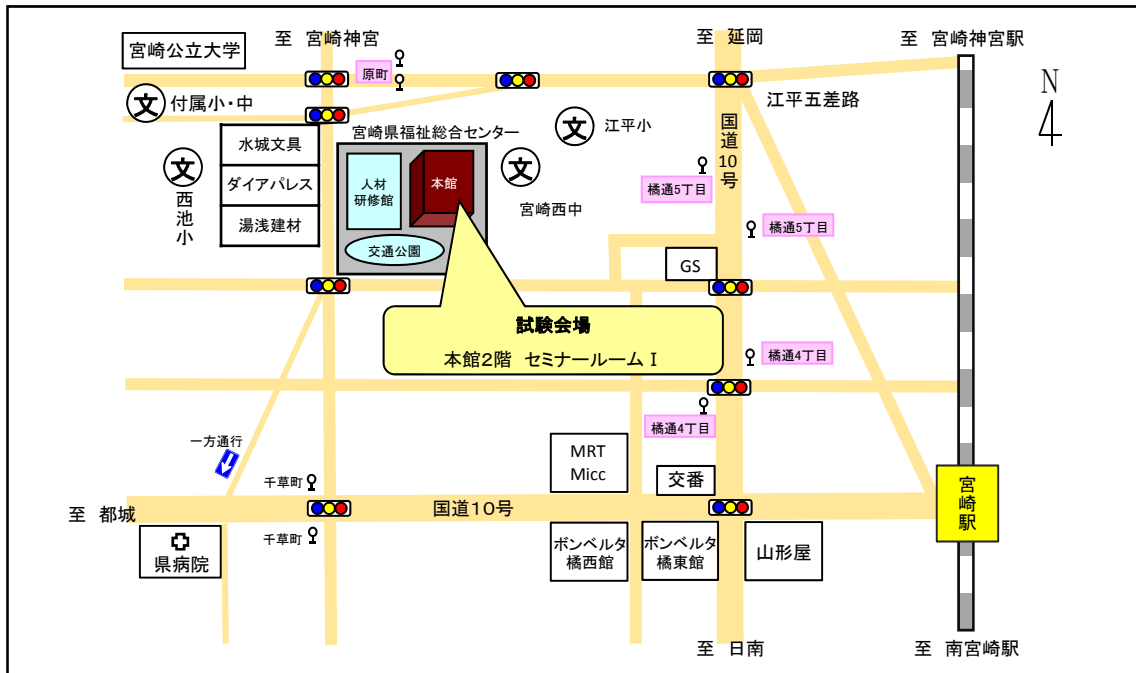 至 宮崎神宮
至 延岡
至 宮崎神宮駅
宮崎公立大学
原町
N
付属小・中
江平五差路
水城文具
ダイアパレス
湯浅建材
文
文
文
文
西池小
宮崎県福祉総合センター
江平小
宮崎西中
人材
研修館
本館
交通公園
国道10号
橘通5丁目
橘通5丁目
GS
試験会場
本館2階 セミナールームⅠ
橘通4丁目
橘通4丁目
一方通行
MRT
Micc
交番
千草町
国道10号
至 都城
千草町
宮崎駅
県病院
ボンベルタ
橘西館
ボンベルタ
橘東館
山形屋
至 日南
至 南宮崎駅